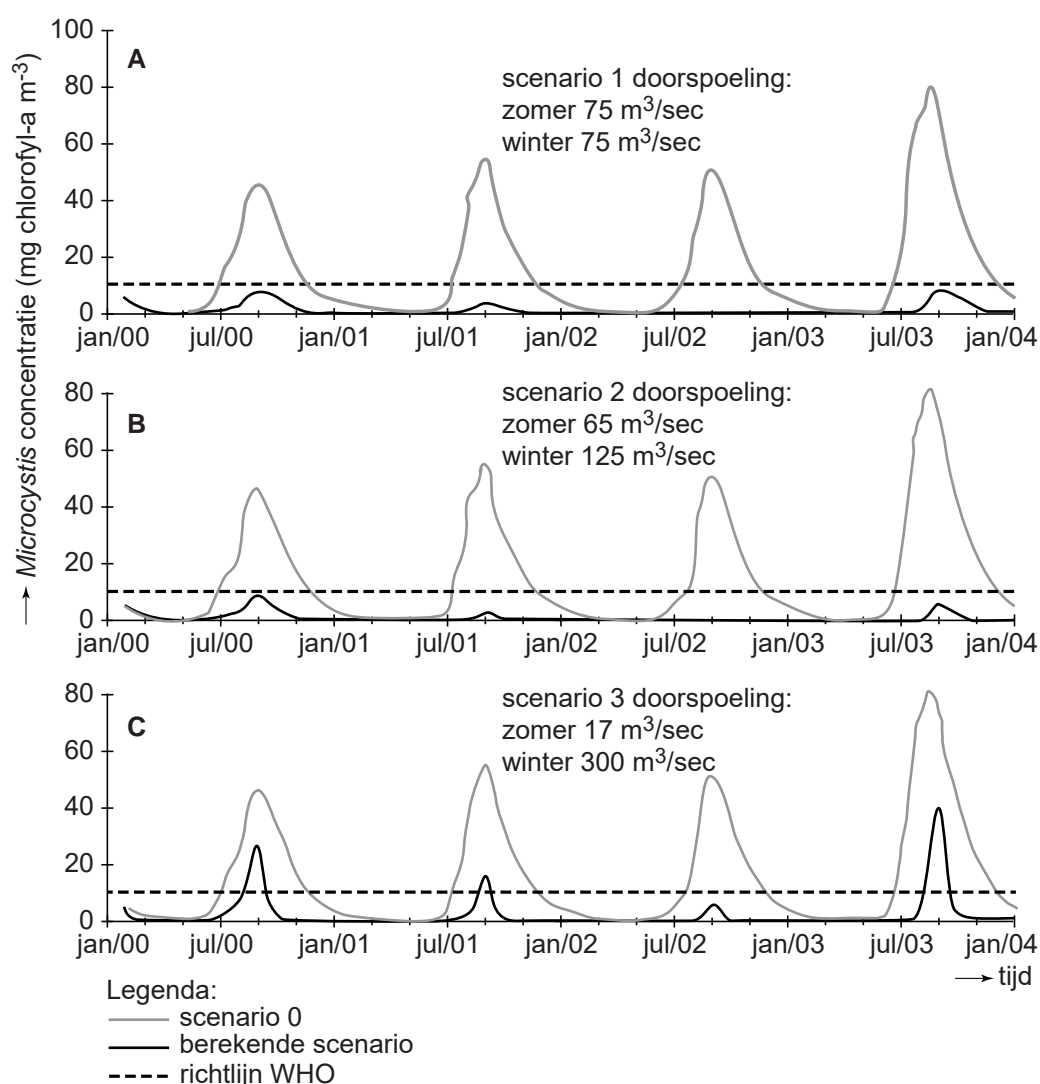 Microcystis concentratie (mg chlorofyl-a m-3)
100
80
60
40
20
0
A
scenario 1 doorspoeling:
zomer 75 m3/sec
winter 75 m3/sec
jan/00 jul/00 jan/01 jul/01 jan/02 jul/02 jan/03 jul/03 jan/04
80
60
40
20
0
B
scenario 2 doorspoeling:
zomer 65 m3/sec
winter 125 m3/sec
jan/00 jul/00 jan/01 jul/01 jan/02 jul/02 jan/03 jul/03 jan/04
80
60
40
20
0
C
scenario 3 doorspoeling:
zomer 17 m3/sec
winter 300 m3/sec
jan/00 jul/00 jan/01 jul/01 jan/02 jul/02 jan/03 jul/03 jan/04
tijd
Legenda:
scenario 0
berekende scenario
richtlijn WHO